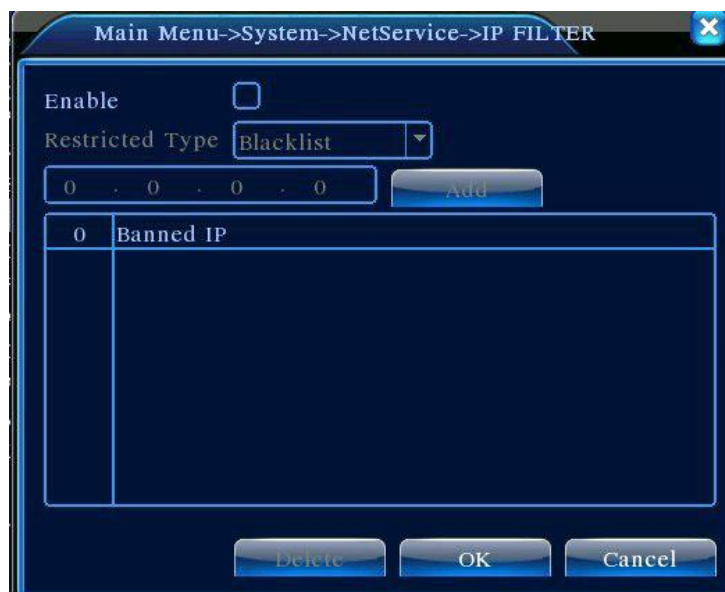 Main Menu->System->NetService->IP FILTER
Enable
Restricted Type Blacklist
0 . 0 . 0 . 0 Add
0 Banned IP
Delete OK Cancel